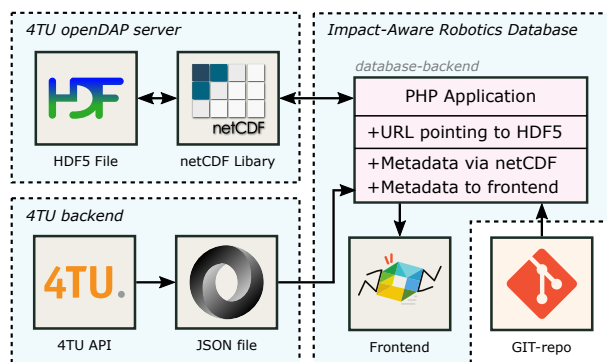 4TU openDAP server
HDF
HDF5 File
netCDF
netCDF Libary
Impact-Aware Robotics Database
database-backend
PHP Application
+URL pointing to HDF5
+Metadata via netCDF
+Metadata to frontend
4TU backend
4TU.
4TU API
JSON file
Frontend
GIT-repo